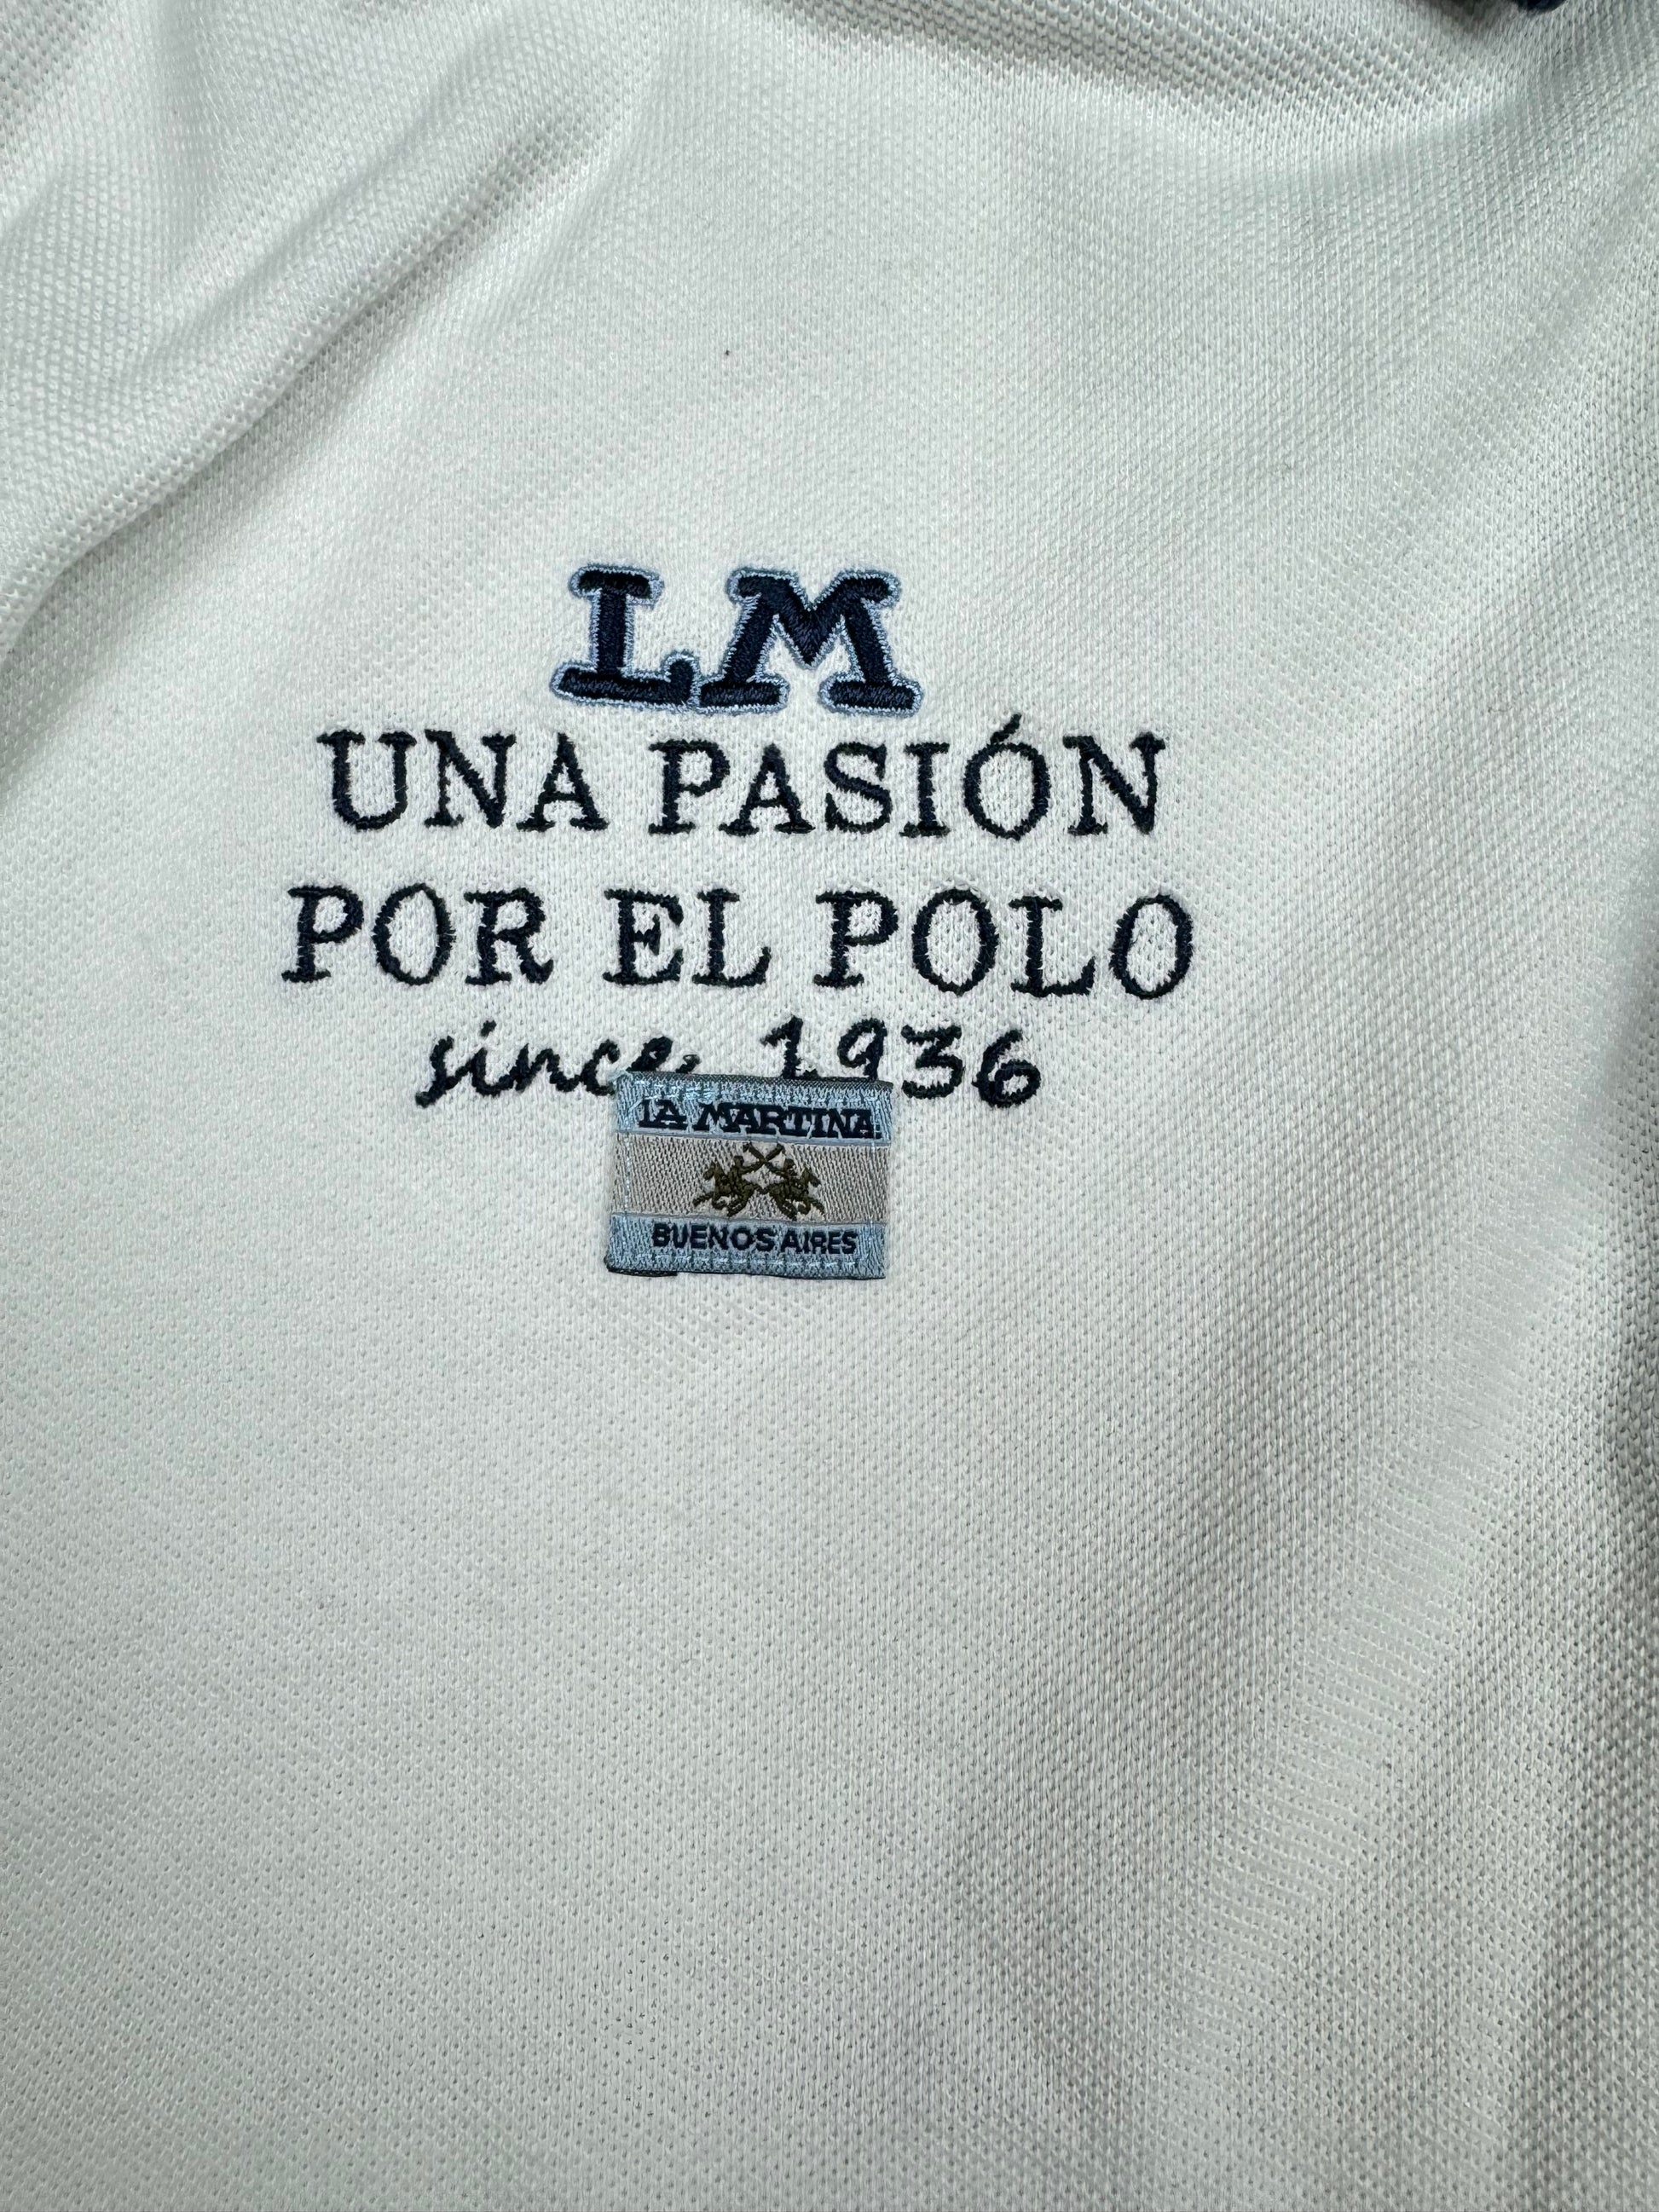 LM
UNA PASIÓN
POR EL POLO
since 1936
LA MARTINA
BUENOS AIRES